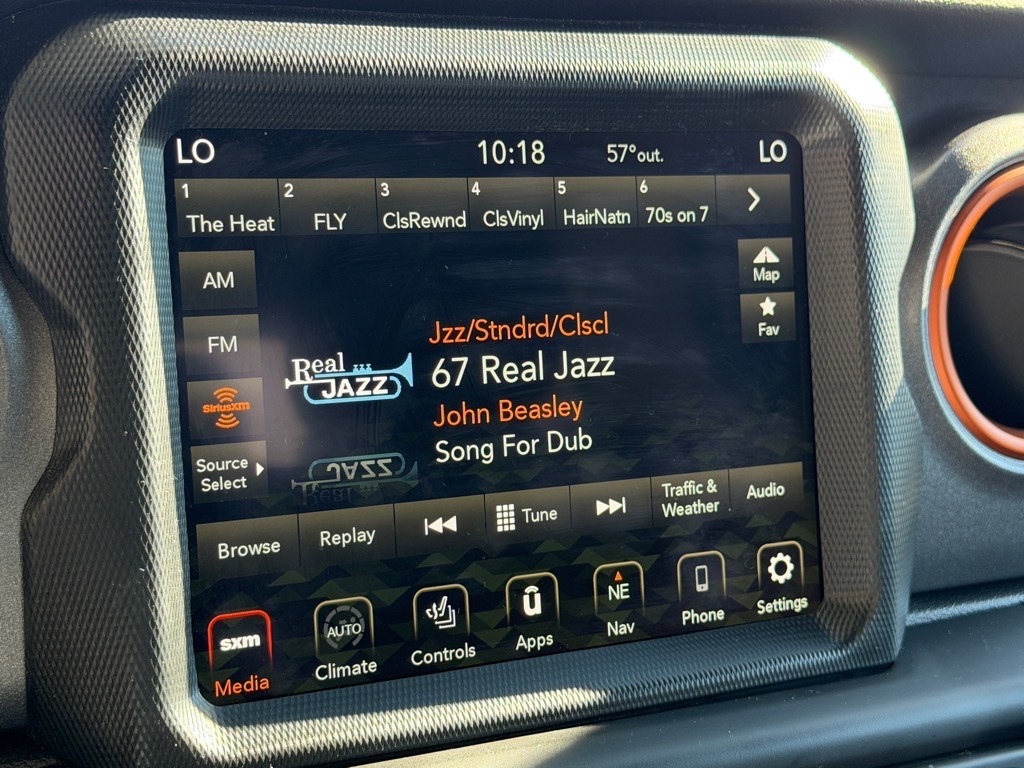 LO 10:18 57°out. LO
1 2 3 4 5 6
The Heat FLY ClsRewnd ClsVinyl HairNatn 70s on 7
AM
Map
FM
Fav
Jzz/Stndrd/Clscl
Real
JAZZ
67 Real Jazz
SiriusXM
John Beasley
Song For Dub
Source
Select
JAZZ
Real
Browse
Replay
Tune
Traffic &
Weather
Audio
sxm
Media
AUTO
Climate
Controls
û
Apps
NE
Nav
Phone
Settings